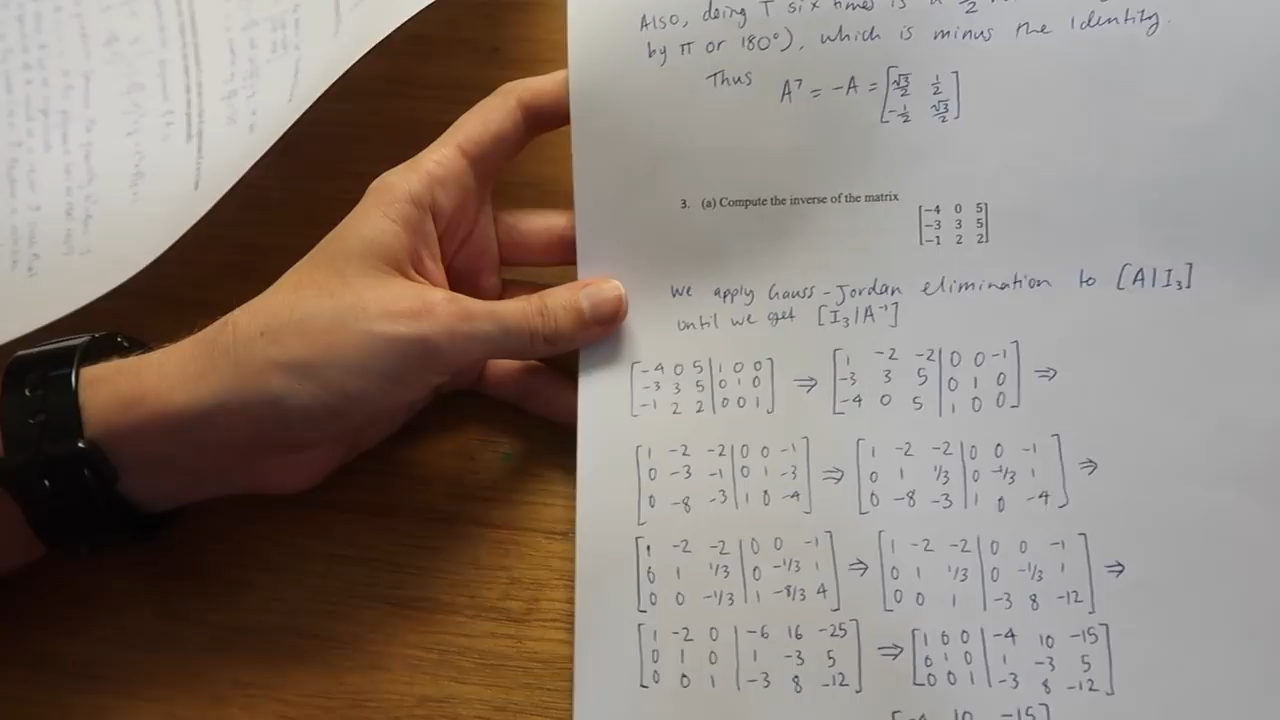 Also, doing T six times is a
by π or 180°), which is minus the identity.
Thus A⁷ = -A = [√3/2 1/2
-1/2 √3/2]
3. (a) Compute the inverse of the matrix
[-4 0 5
-3 3 5
-1 2 2]
We apply Gauss-Jordan elimination to [A|I₃]
until we get [I₃|A⁻¹]
[-4 0 5 | 1 0 0 ⇒ [1 -2 -2 | 0 0 -1 ⇒
-3 3 5 | 0 1 0 -3 3 5 | 0 1 0
-1 2 2 | 0 0 1] -4 0 5 | 1 0 0]
[1 -2 -2 | 0 0 -1 ⇒ [1 -2 -2 | 0 0 -1 ⇒
0 -3 -1 | 0 1 -3 0 1 1/3 | 0 -1/3 1
0 -8 -3 | 1 0 -4] 0 -8 -3 | 1 0 -4]
[1 -2 -2 | 0 0 -1 ⇒ [1 -2 -2 | 0 0 -1 ⇒
0 1 1/3 | 0 -1/3 1 0 1 1/3 | 0 -1/3 1
0 0 -1/3 | 1 -8/3 4] 0 0 1 | -3 8 -12]
[1 -2 0 | -6 16 -25 ⇒ [1 0 0 | -4 10 -15
0 1 0 | 1 -3 5 0 1 0 | 1 -3 5
0 0 1 | -3 8 -12] 0 0 1 | -3 8 -12]
[-4 10 -15]